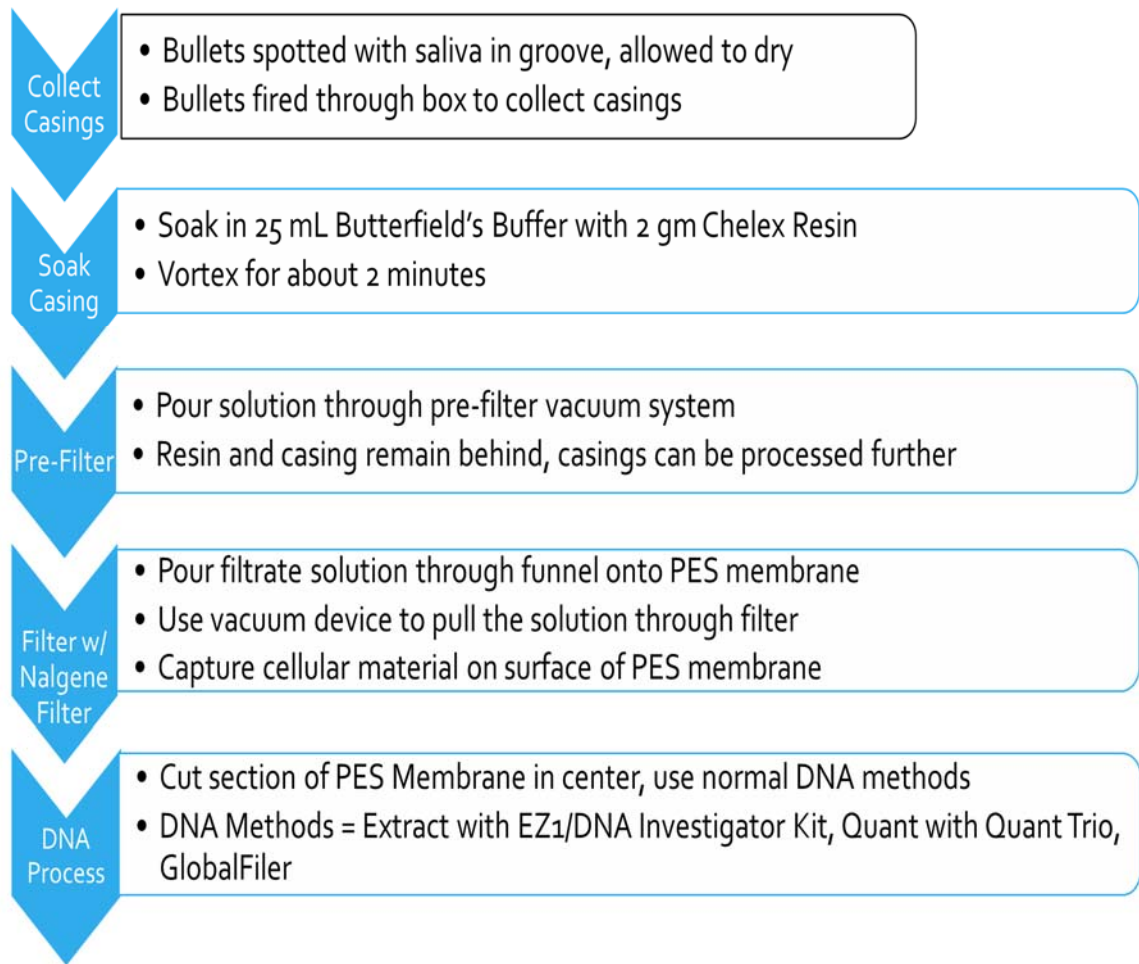 Collect
Casings
• Bullets spotted with saliva in groove, allowed to dry
• Bullets fired through box to collect casings
Soak
Casing
• Soak in 25 mL Butterfield's Buffer with 2 gm Chelex Resin
• Vortex for about 2 minutes
Pre-Filter
• Pour solution through pre-filter vacuum system
• Resin and casing remain behind, casings can be processed further
Filter w/
Nalgene
Filter
• Pour filtrate solution through funnel onto PES membrane
• Use vacuum device to pull the solution through filter
• Capture cellular material on surface of PES membrane
DNA
Process
• Cut section of PES Membrane in center, use normal DNA methods
• DNA Methods = Extract with EZ1/DNA Investigator Kit, Quant with Quant Trio,
GlobalFiler